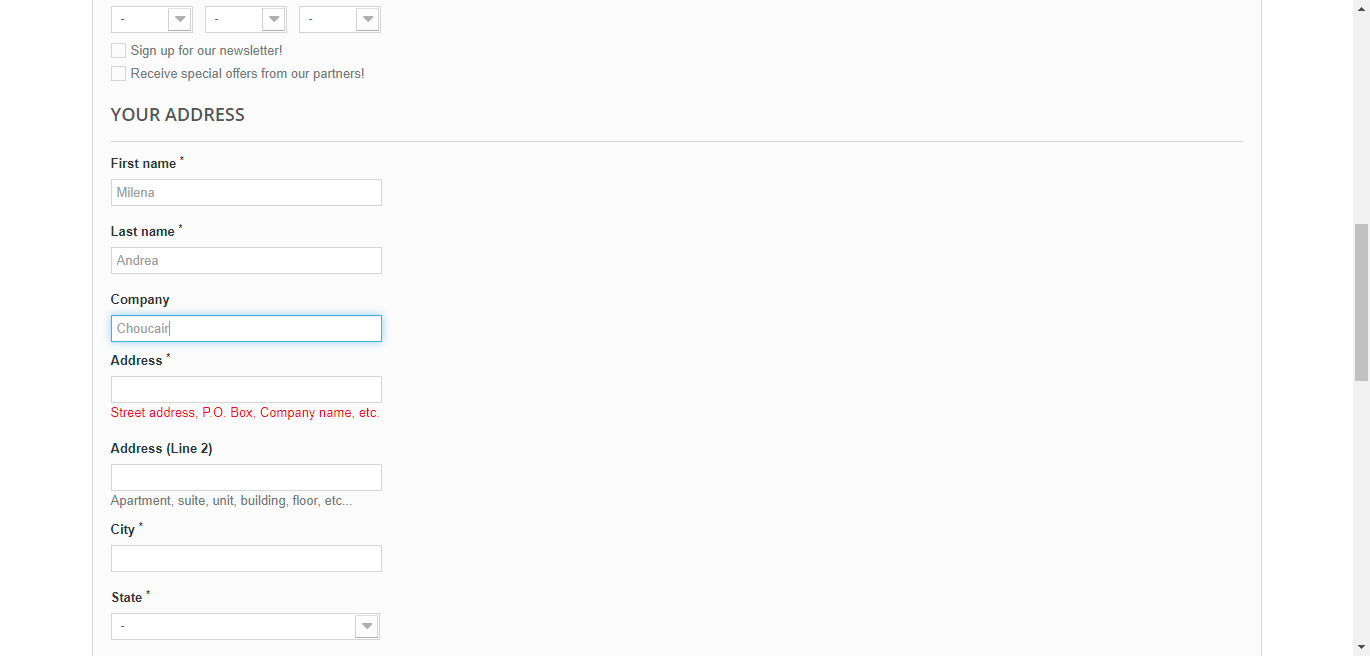 - - -
Sign up for our newsletter!
Receive special offers from our partners!
YOUR ADDRESS
First name *
Milena
Last name *
Andrea
Company
Choucair
Address *
Street address, P.O. Box, Company name, etc.
Address (Line 2)
Apartment, suite, unit, building, floor, etc...
City *
State *
-